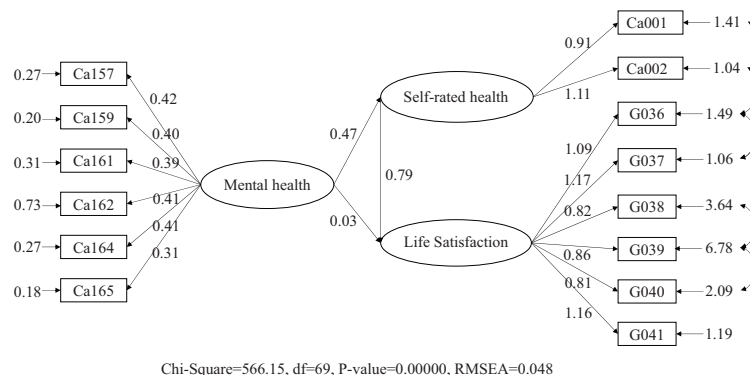 Ca001 1.41
0.91
0.27 Ca157 Ca002 1.04
0.42 Self-rated health 1.11
0.20 Ca159 0.40 0.47 G036 1.49
1.09
0.31 Ca161 0.39 G037 1.06
1.17
Mental health 0.79
0.73 Ca162 0.41 0.82 G038 3.64
0.03
0.27 Ca164 0.41 Life Satisfaction G039 6.78
0.86
0.31 0.81
0.18 Ca165 G040 2.09
1.16
G041 1.19
Chi-Square=566.15, df=69, P-value=0.00000, RMSEA=0.048